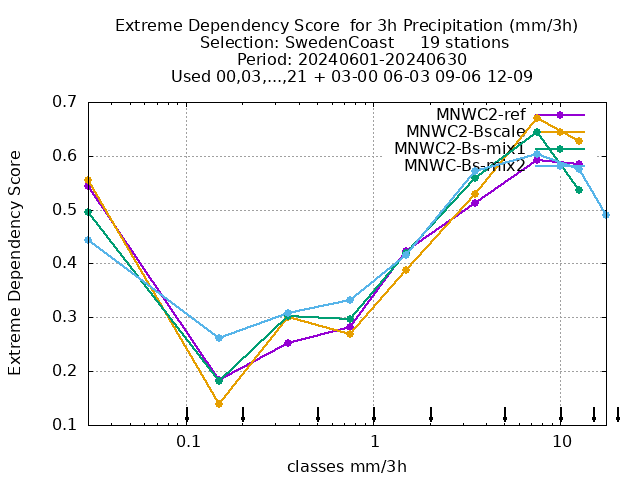 Extreme Dependency Score  for 3h Precipitation (mm/3h)
Selection: SwedenCoast     19 stations
Period: 20240601-20240630
Used 00,03,...,21 + 03-00 06-03 09-06 12-09
MNWC2-ref
MNWC2-Bscale
MNWC2-Bs-mix1
MNWC-Bs-mix2
Extreme Dependency Score
0.7
0.6
0.5
0.4
0.3
0.2
0.1
0.1
1
10
classes mm/3h